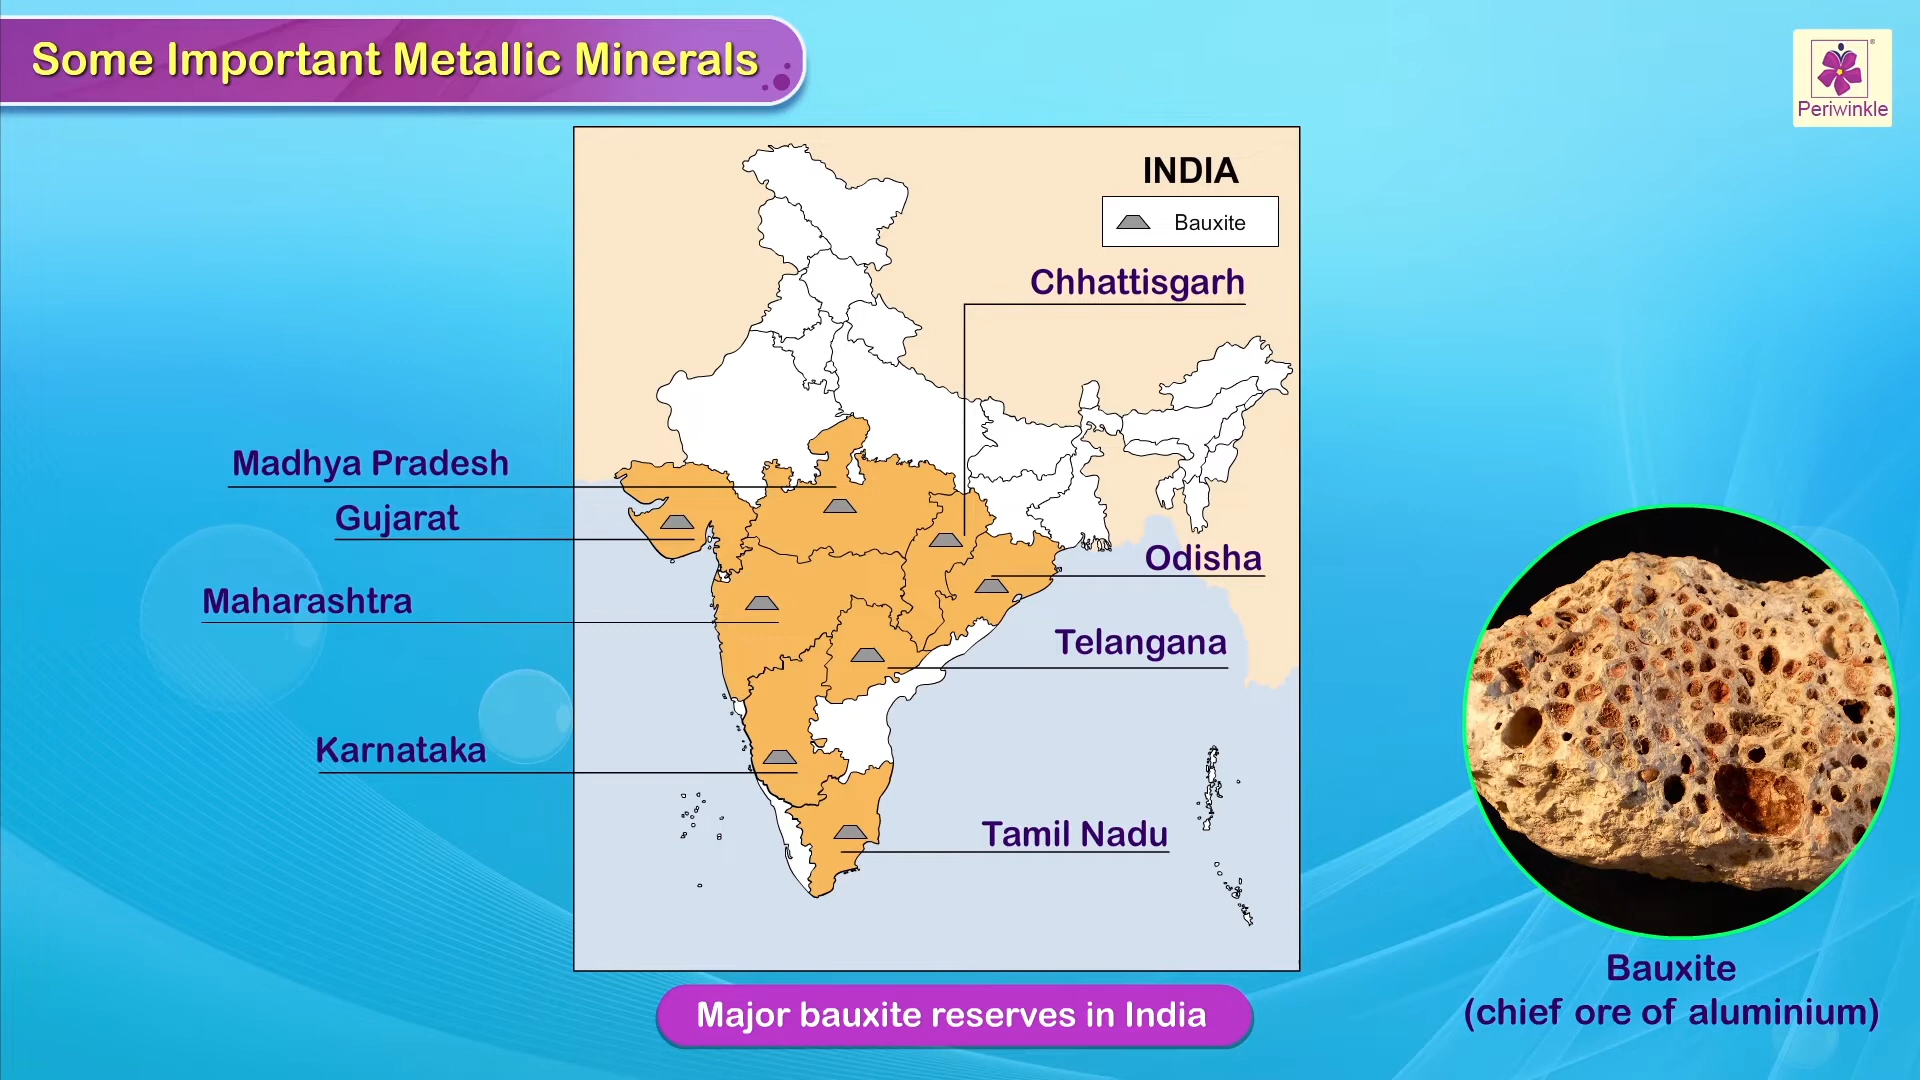 Some Important Metallic Minerals
Periwinkle
INDIA
Bauxite
Chhattisgarh
Madhya Pradesh
Gujarat
Odisha
Maharashtra
Telangana
Karnataka
Tamil Nadu
Bauxite
(chief ore of aluminium)
Major bauxite reserves in India